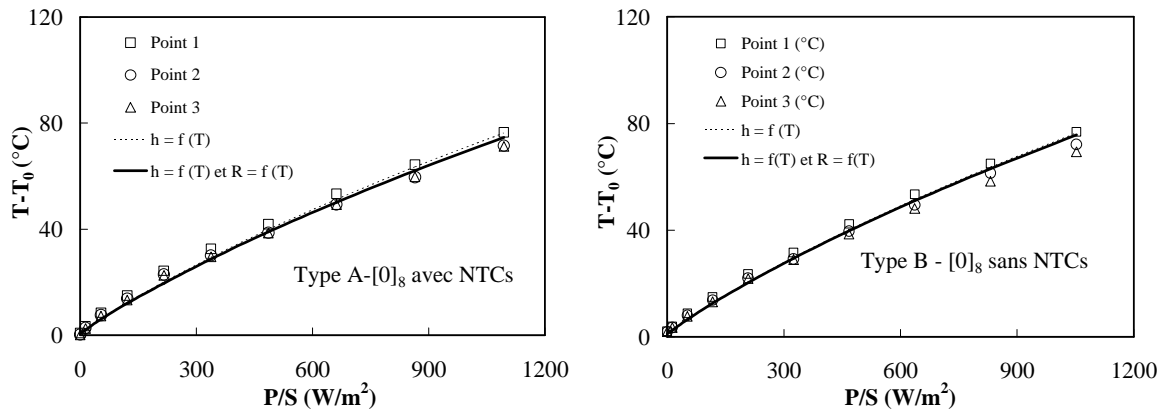 120
80
40
0
T-T0 (°C)
Point 1
Point 2
Point 3
h = f (T)
h = f (T) et R = f (T)
Type A-[0]8 avec NTCs
0 300 600 900 1200
P/S (W/m2)
120
80
40
0
T-T0 (°C)
Point 1 (°C)
Point 2 (°C)
Point 3 (°C)
h = f (T)
h = f(T) et R = f(T)
Type B - [0]8 sans NTCs
0 300 600 900 1200
P/S (W/m2)